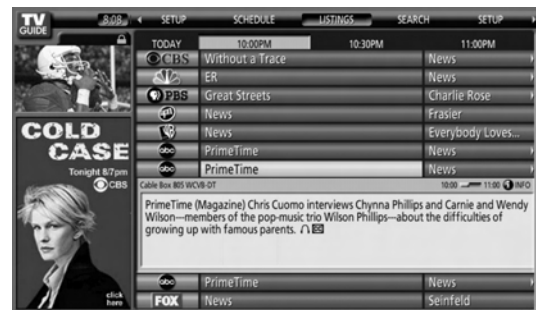 TV
GUIDE
8:08
SETUP SCHEDULE LISTINGS SEARCH SETUP
TODAY 10:00PM 10:30PM 11:00PM
CBS Without a Trace News
ER News
PBS Great Streets Charlie Rose
News Frasier
News Everybody Loves...
abc PrimeTime News
abc PrimeTime News
Cable Box 805 WCVB-DT 10:00 11:00 INFO
PrimeTime (Magazine) Chris Cuomo interviews Chynna Phillips and Carnie and Wendy
Wilson—members of the pop-music trio Wilson Phillips—about the difficulties of
growing up with famous parents.
abc PrimeTime News
FOX News Seinfeld
COLD
CASE
Tonight 8/7pm
CBS
click
here